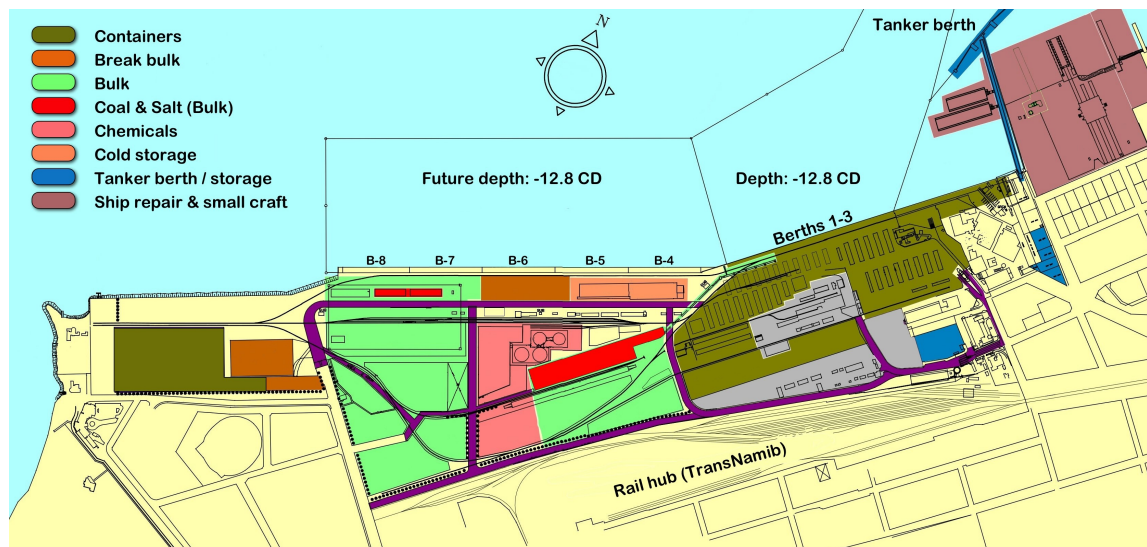 Containers
Break bulk
Bulk
Coal & Salt (Bulk)
Chemicals
Cold storage
Tanker berth / storage
Ship repair & small craft
N
Tanker berth
Future depth: -12.8 CD
Depth: -12.8 CD
Berths 1-3
B-8
B-7
B-6
B-5
B-4
Rail hub (TransNamib)